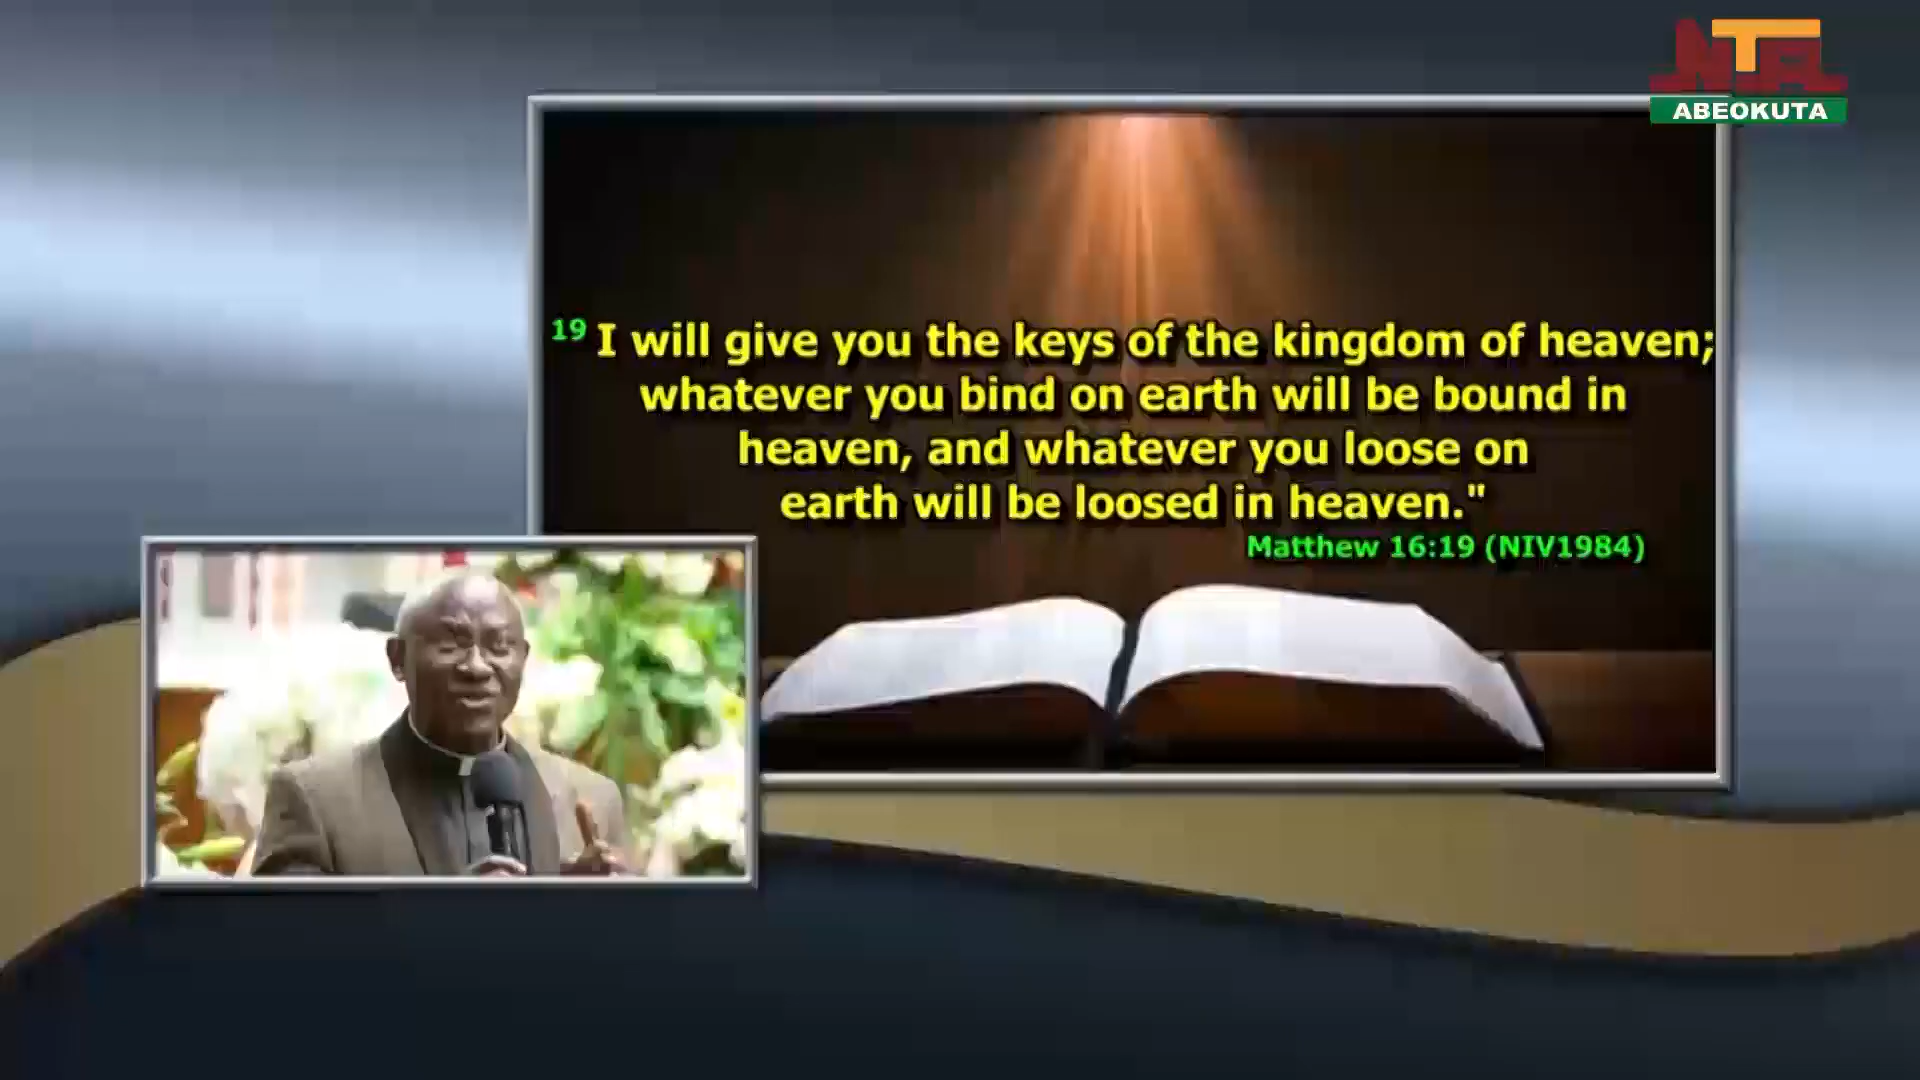 NTA
ABEOKUTA
19 I will give you the keys of the kingdom of heaven;
whatever you bind on earth will be bound in
heaven, and whatever you loose on
earth will be loosed in heaven."
Matthew 16:19 (NIV1984)